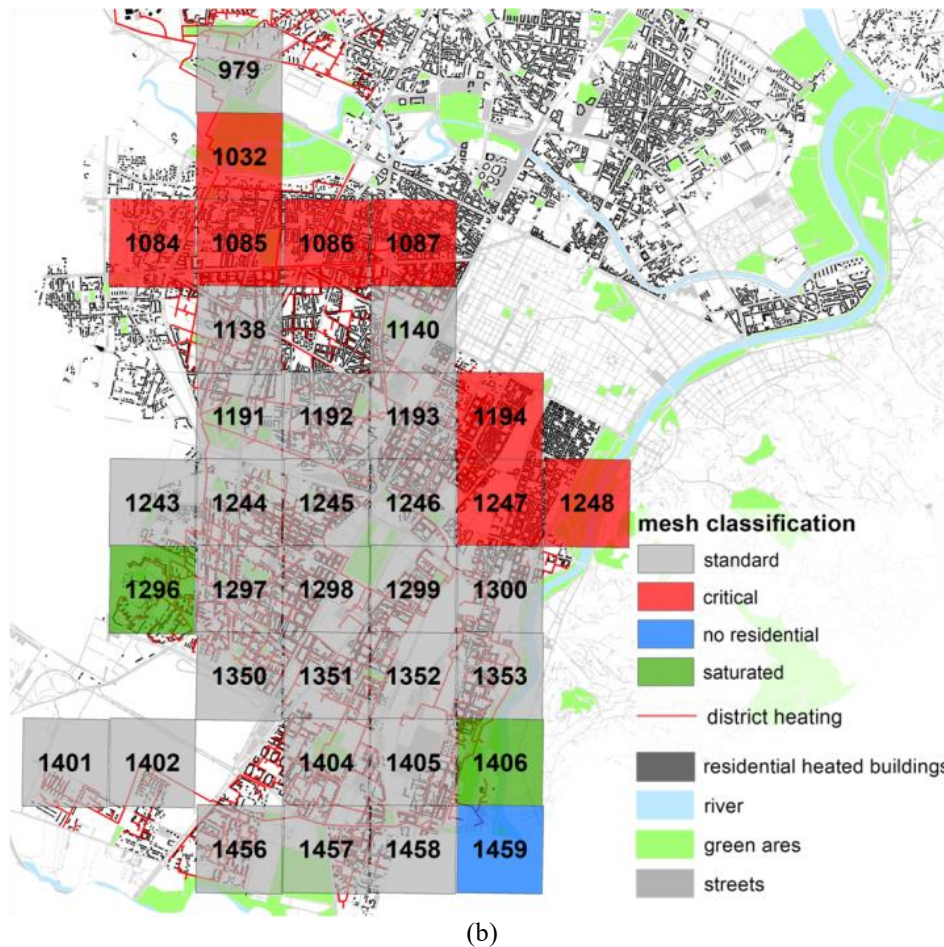 979
1032
1084 1085 1086 1087
1138 1140
1191 1192 1193 1194
1243 1244 1245 1246 1247 1248
1296 1297 1298 1299 1300
1350 1351 1352 1353
1401 1402 1404 1405 1406
1456 1457 1458 1459
mesh classification
standard
critical
no residential
saturated
district heating
residential heated buildings
river
green ares
streets
(b)